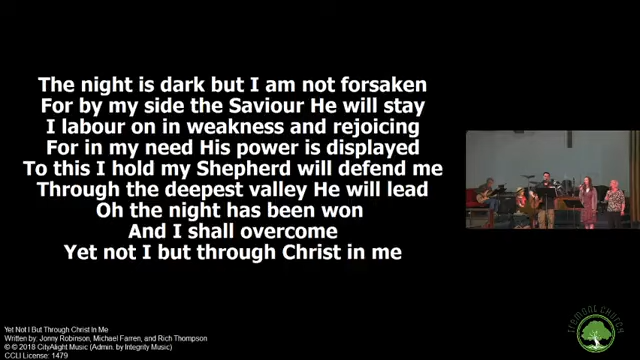 The night is dark but I am not forsaken
For by my side the Saviour He will stay
I labour on in weakness and rejoicing
For in my need His power is displayed
To this I hold my Shepherd will defend me
Through the deepest valley He will lead
Oh the night has been won
And I shall overcome
Yet not I but through Christ in me
Yet Not I But Through Christ In Me
Written by: Jonny Robinson, Michael Farren, and Rich Thompson
© © 2018 CityAlight Music (Admin. by Integrity Music)
CCLI License: 1479
FREMONT CHURCH